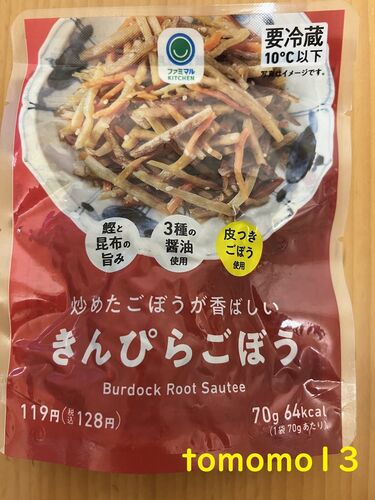 ファミマル
KITCHEN
要冷蔵
10℃以下
写真はイメージです。
鰹と
昆布の
旨み
3種の
醤油
使用
皮つき
ごぼう
使用
炒めたごぼうが香ばしい
きんぴらごぼう
Burdock Root Sautee
119円(税込128円)
70g 64kcal
(1袋 70gあたり)
tomomo13